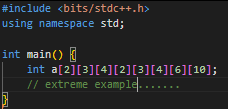 #include <bits/stdc++.h>
using namespace std;

int main() {
    int a[2][3][4][2][3][4][6][10];
    // extreme example.......
}